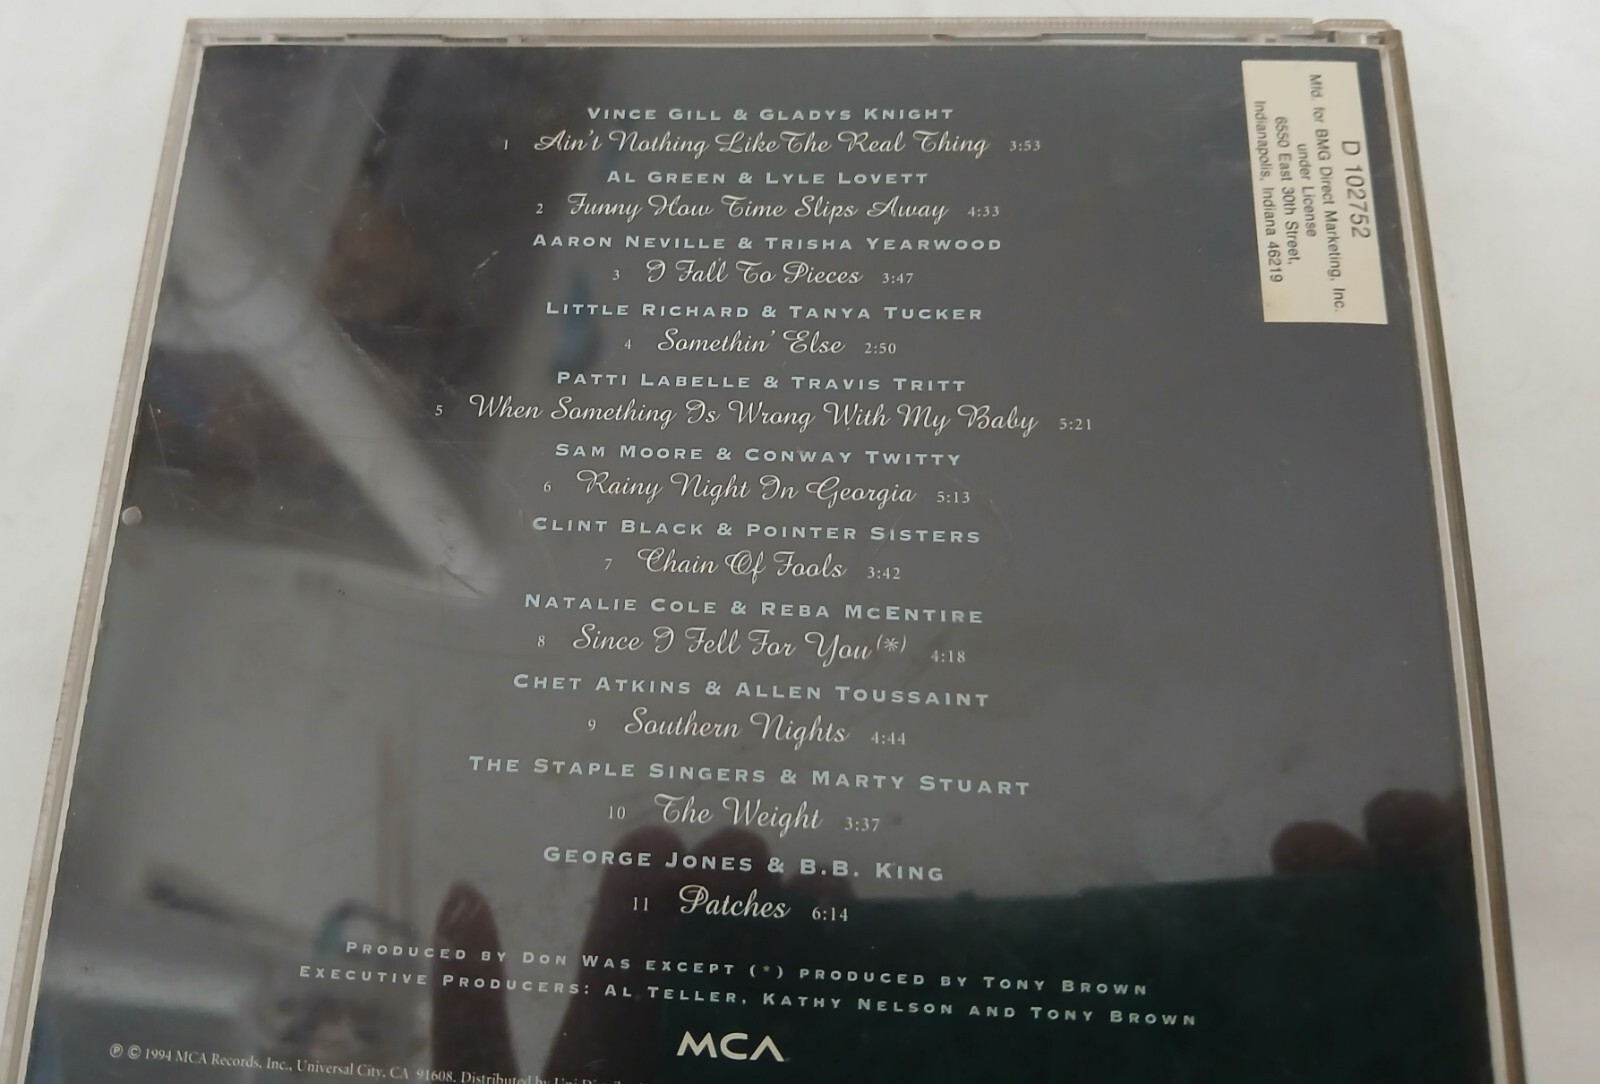 VINCE GILL & GLADYS KNIGHT
1 Ain't Nothing Like The Real Thing 3:53
AL GREEN & LYLE LOVETT
2 Funny How Time Slips Away 4:33
AARON NEVILLE & TRISHA YEARWOOD
3 I Fall To Pieces 3:47
LITTLE RICHARD & TANYA TUCKER
4 Somethin' Else 2:50
PATTI LABELLE & TRAVIS TRITT
5 When Something Is Wrong With My Baby 5:21
SAM MOORE & CONWAY TWITTY
6 Rainy Night In Georgia 5:13
CLINT BLACK & POINTER SISTERS
7 Chain Of Fools 3:42
NATALIE COLE & REBA MCENTIRE
8 Since I Fell For You (*) 4:18
CHET ATKINS & ALLEN TOUSSAINT
9 Southern Nights 4:44
THE STAPLE SINGERS & MARTY STUART
10 The Weight 3:37
GEORGE JONES & B.B. KING
11 Patches 6:14
PRODUCED BY DON WAS EXCEPT (*) PRODUCED BY TONY BROWN
EXECUTIVE PRODUCERS: AL TELLER, KATHY NELSON AND TONY BROWN
MCA
℗ © 1994 MCA Records, Inc., Universal City, CA 91608. Distributed by Uni
D 102752
Mfd. for BMG Direct Marketing, Inc.
under License
6550 East 30th Street,
Indianapolis, Indiana 46219